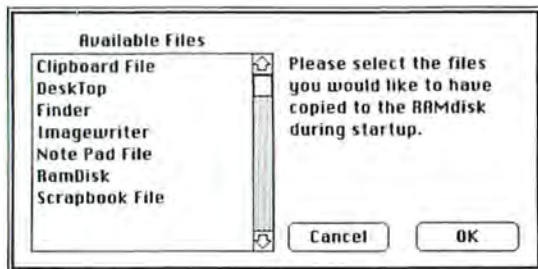 Available Files
Clipboard File
DeskTop
Finder
Imagewriter
Note Pad File
RamDisk
Scrapbook File
Please select the files
you would like to have
copied to the RAMdisk
during startup.
Cancel
OK